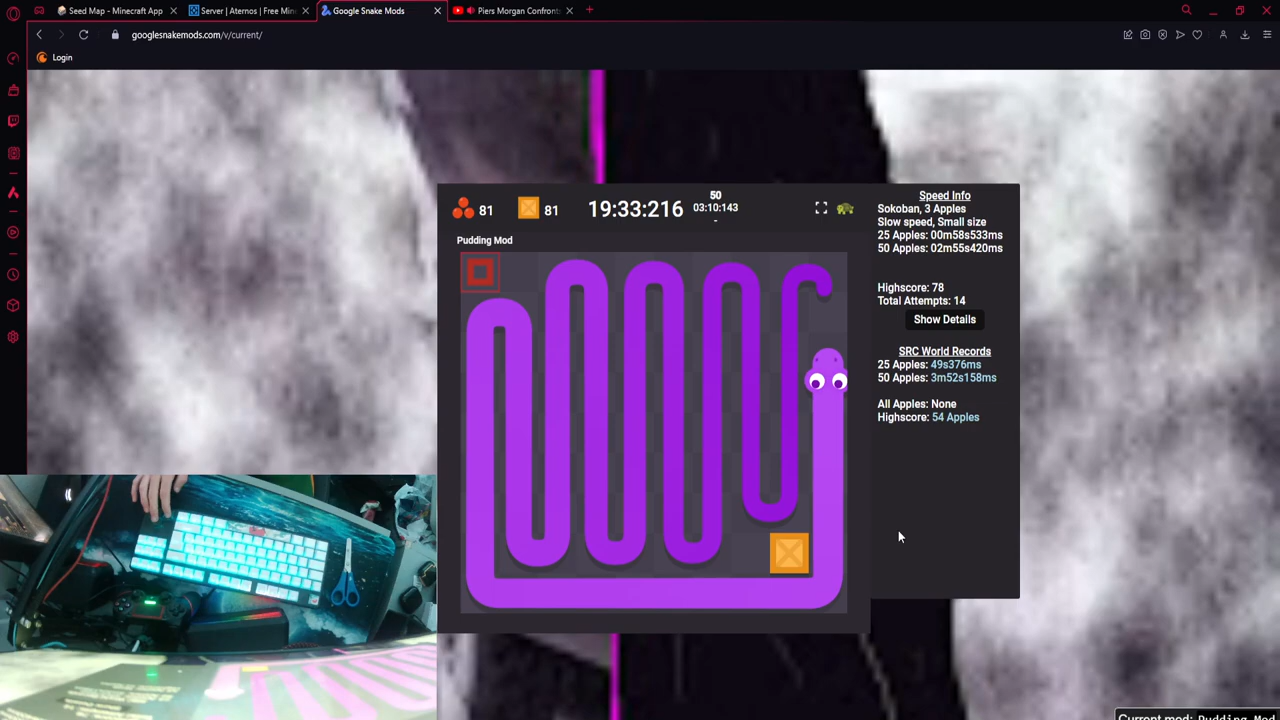 Seed Map - Minecraft App
Server | Aternos | Free Min
Google Snake Mods
Piers Morgan Confront
googlesnakemods.com/v/current/
Login
81
81
19:33:216
50
03:10:143
-
Pudding Mod
Speed Info
Sokoban, 3 Apples
Slow speed, Small size
25 Apples: 00m58s533ms
50 Apples: 02m55s420ms
Highscore: 78
Total Attempts: 14
Show Details
SRC World Records
25 Apples: 49s376ms
50 Apples: 3m52s158ms
All Apples: None
Highscore: 54 Apples
Current mod: Pudding Mod